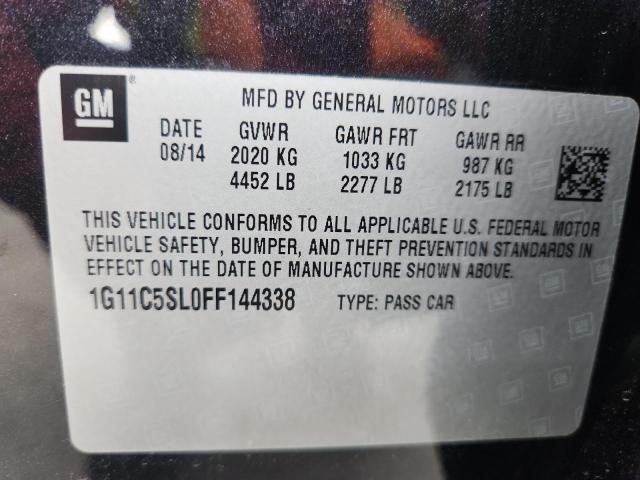 GM®
MFD BY GENERAL MOTORS LLC
DATE GVWR GAWR FRT GAWR RR
08/14 2020 KG 1033 KG 987 KG
4452 LB 2277 LB 2175 LB
THIS VEHICLE CONFORMS TO ALL APPLICABLE U.S. FEDERAL MOTOR
VEHICLE SAFETY, BUMPER, AND THEFT PREVENTION STANDARDS IN
EFFECT ON THE DATE OF MANUFACTURE SHOWN ABOVE.
1G11C5SL0FF144338 TYPE: PASS CAR